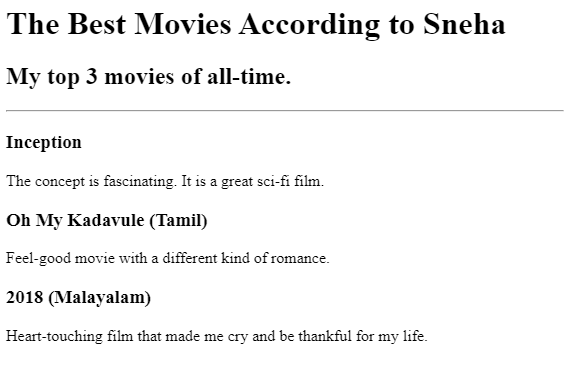 The Best Movies According to Sneha
My top 3 movies of all-time.
Inception
The concept is fascinating. It is a great sci-fi film.
Oh My Kadavule (Tamil)
Feel-good movie with a different kind of romance.
2018 (Malayalam)
Heart-touching film that made me cry and be thankful for my life.